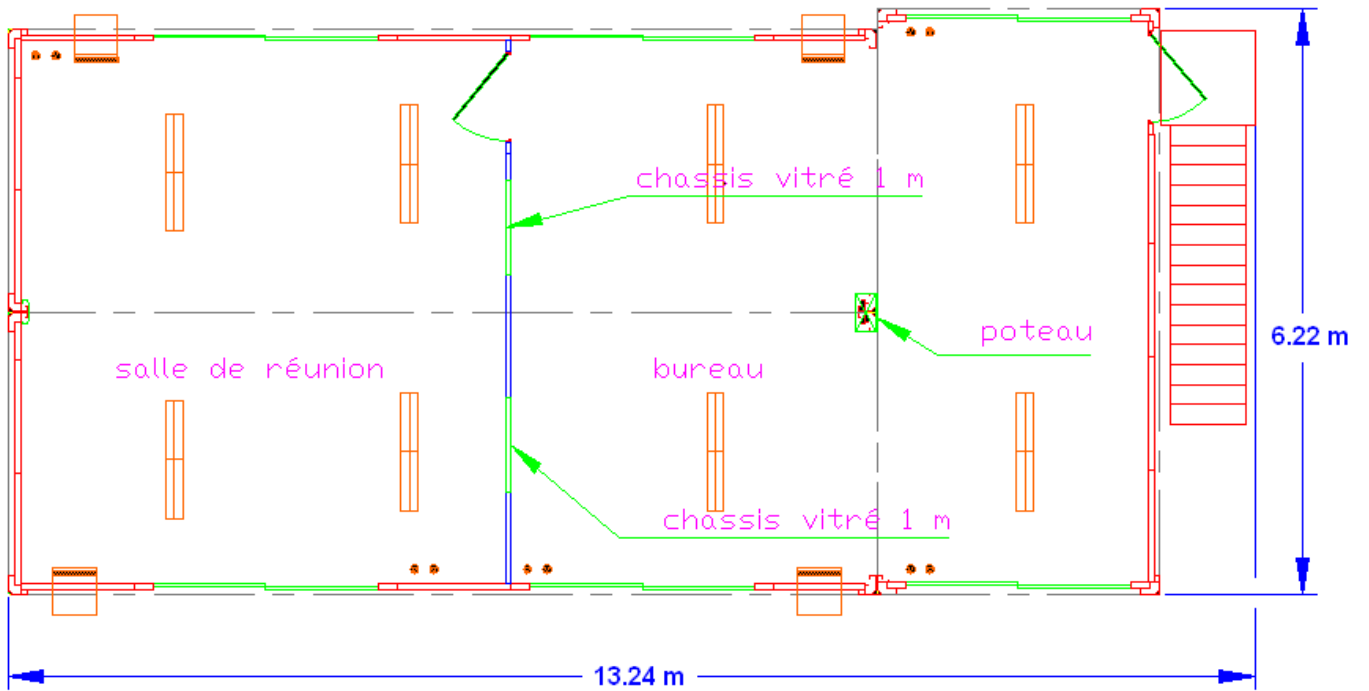 chassis vitré 1 m
poteau
6.22 m
salle de réunion
bureau
chassis vitré 1 m
13.24 m